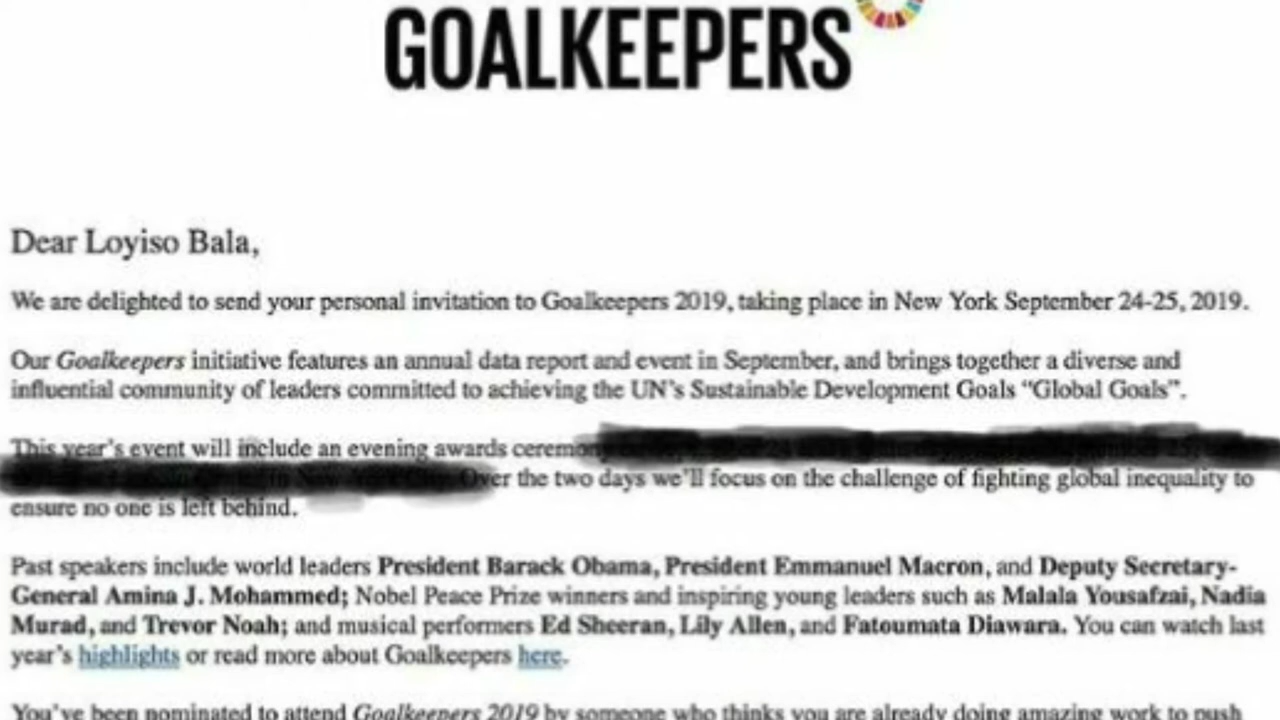 GOALKEEPERS
Dear Loyiso Bala,
We are delighted to send your personal invitation to Goalkeepers 2019, taking place in New York September 24-25, 2019.
Our Goalkeepers initiative features an annual data report and event in September, and brings together a diverse and
influential community of leaders committed to achieving the UN's Sustainable Development Goals “Global Goals”.
This year's event will include an evening awards ceremony
Over the two days we'll focus on the challenge of fighting global inequality to
ensure no one is left behind.
Past speakers include world leaders President Barack Obama, President Emmanuel Macron, and Deputy Secretary-
General Amina J. Mohammed; Nobel Peace Prize winners and inspiring young leaders such as Malala Yousafzai, Nadia
Murad, and Trevor Noah; and musical performers Ed Sheeran, Lily Allen, and Fatoumata Diawara. You can watch last
year's highlights or read more about Goalkeepers here.
You've been nominated to attend Goalkeepers 2019 by someone who thinks you are already doing amazing work to push